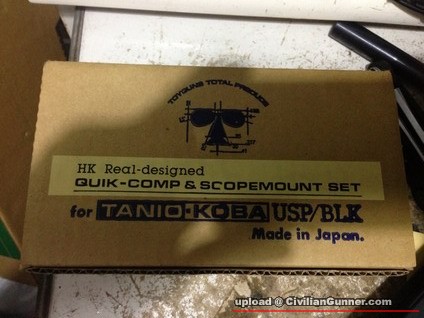 TOYGUNS TOTAL PRODUCE
HK Real-designed
QUIK-COMP & SCOPEMOUNT SET
for TANIO·KOBA USP/BLK
Made in Japan.
upload @ CivilianGunner.com